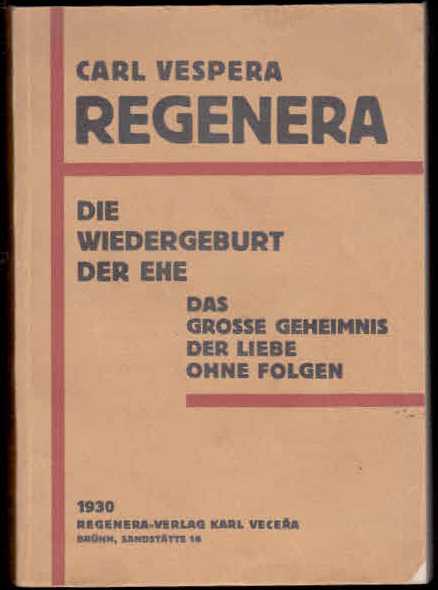 CARL VESPERA
REGENERA
DIE
WIEDERGEBURT
DER EHE
DAS
GROSSE GEHEIMNIS
DER LIEBE
OHNE FOLGEN
1930
REGENERA-VERLAG KARL VECEŘA
BRÜNN, SANDSTÄTTE 16